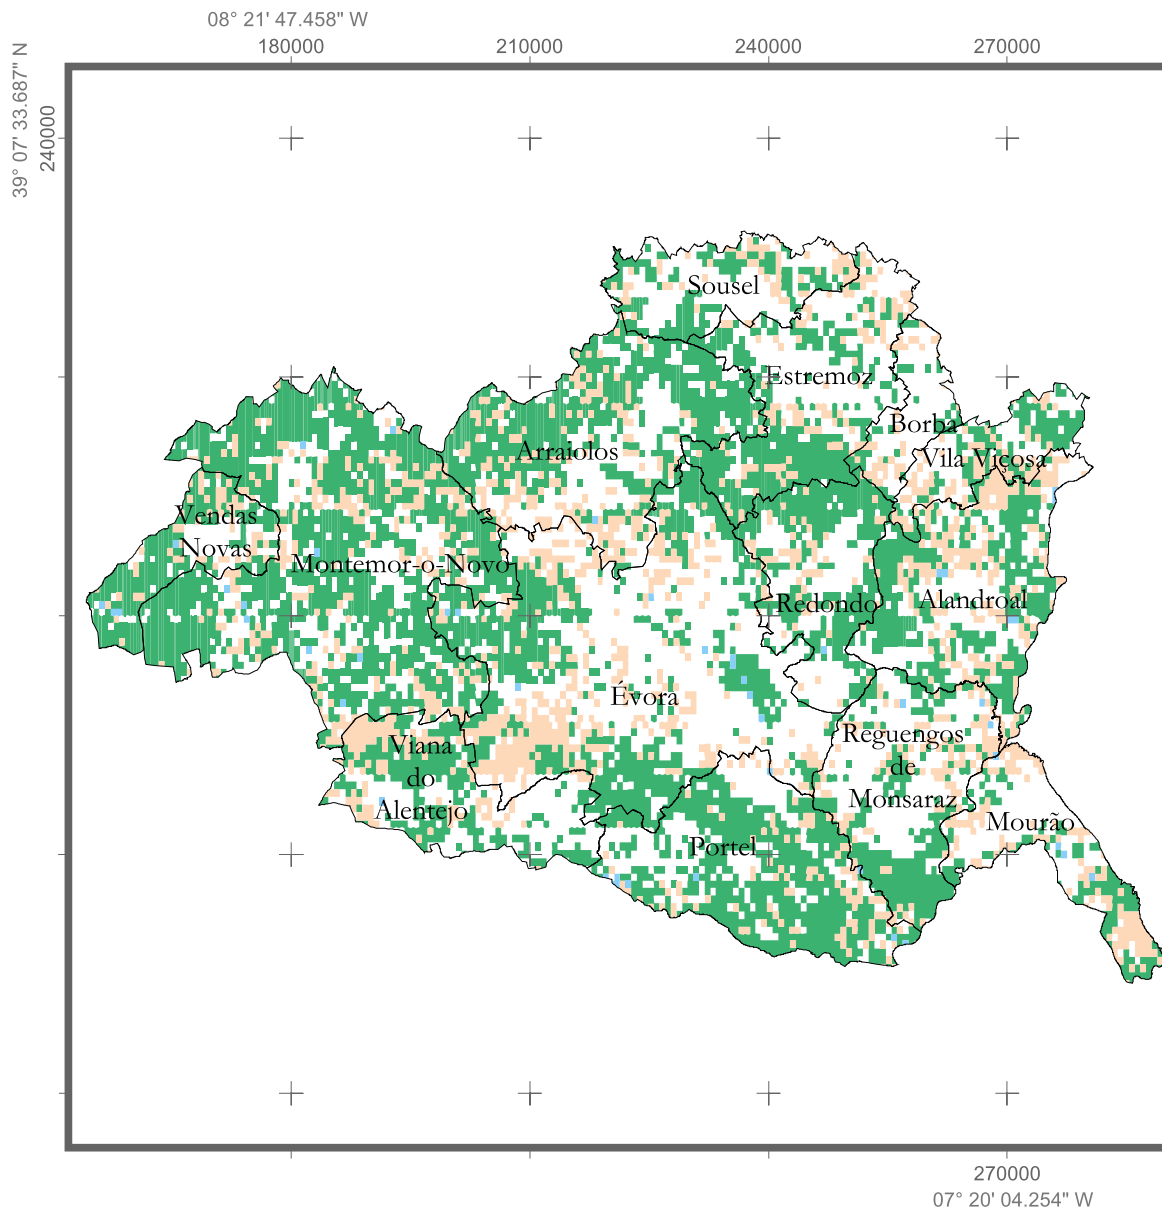 08° 21' 47.458" W
180000
210000
240000
270000
39° 07' 33.687" N
240000
Sousel
Estremoz
Borba
Arraiolos
Vila Viçosa
Vendas
Novas
Montemor-o-Novo
Redondo
Alandroal
Évora
Viana
do
Alentejo
Reguengos
de
Monsaraz
Mourão
Portel
270000
07° 20' 04.254" W